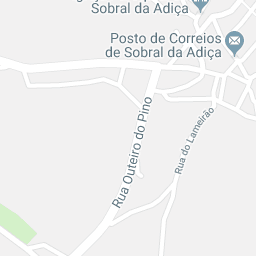 Sobral da Adiça
Posto de Correios
de Sobral da Adiça
Rua Outeiro do Pino
Rua do Lameirão